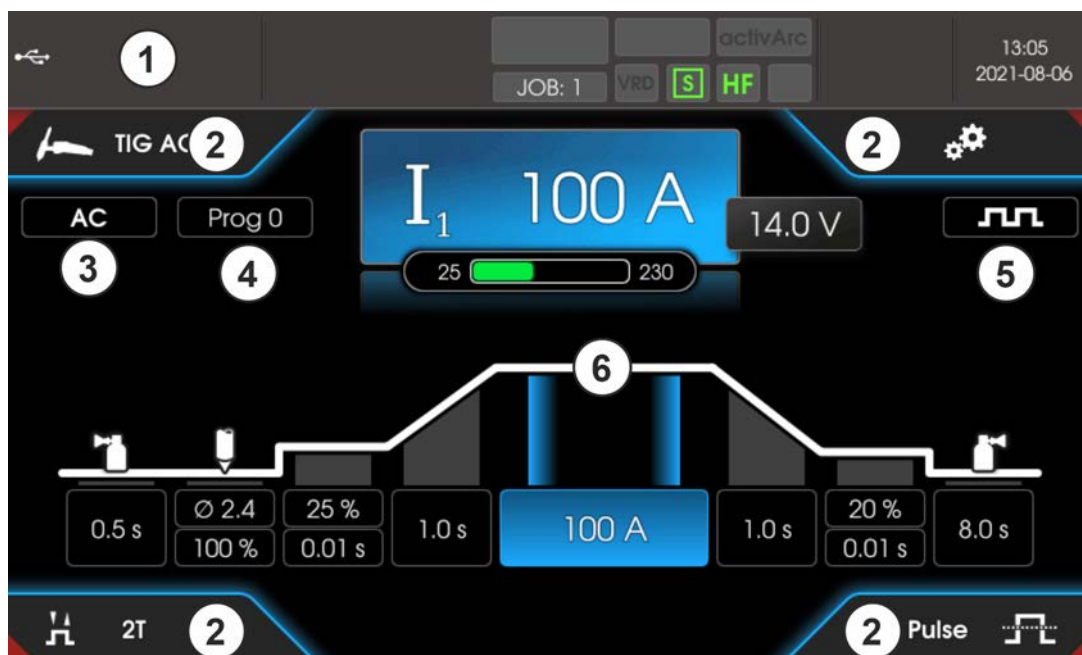 1
activArc
13:05
JOB: 1 VRD S HF
2021-08-06
TIG AC 2
2
I1 100 A
AC Prog 0
14.0 V
3 4
25 230
5
6
0.5 s
Ø 2.4
100 %
25 %
0.01 s
1.0 s
100 A
1.0 s
20 %
0.01 s
8.0 s
2T 2
2 Pulse